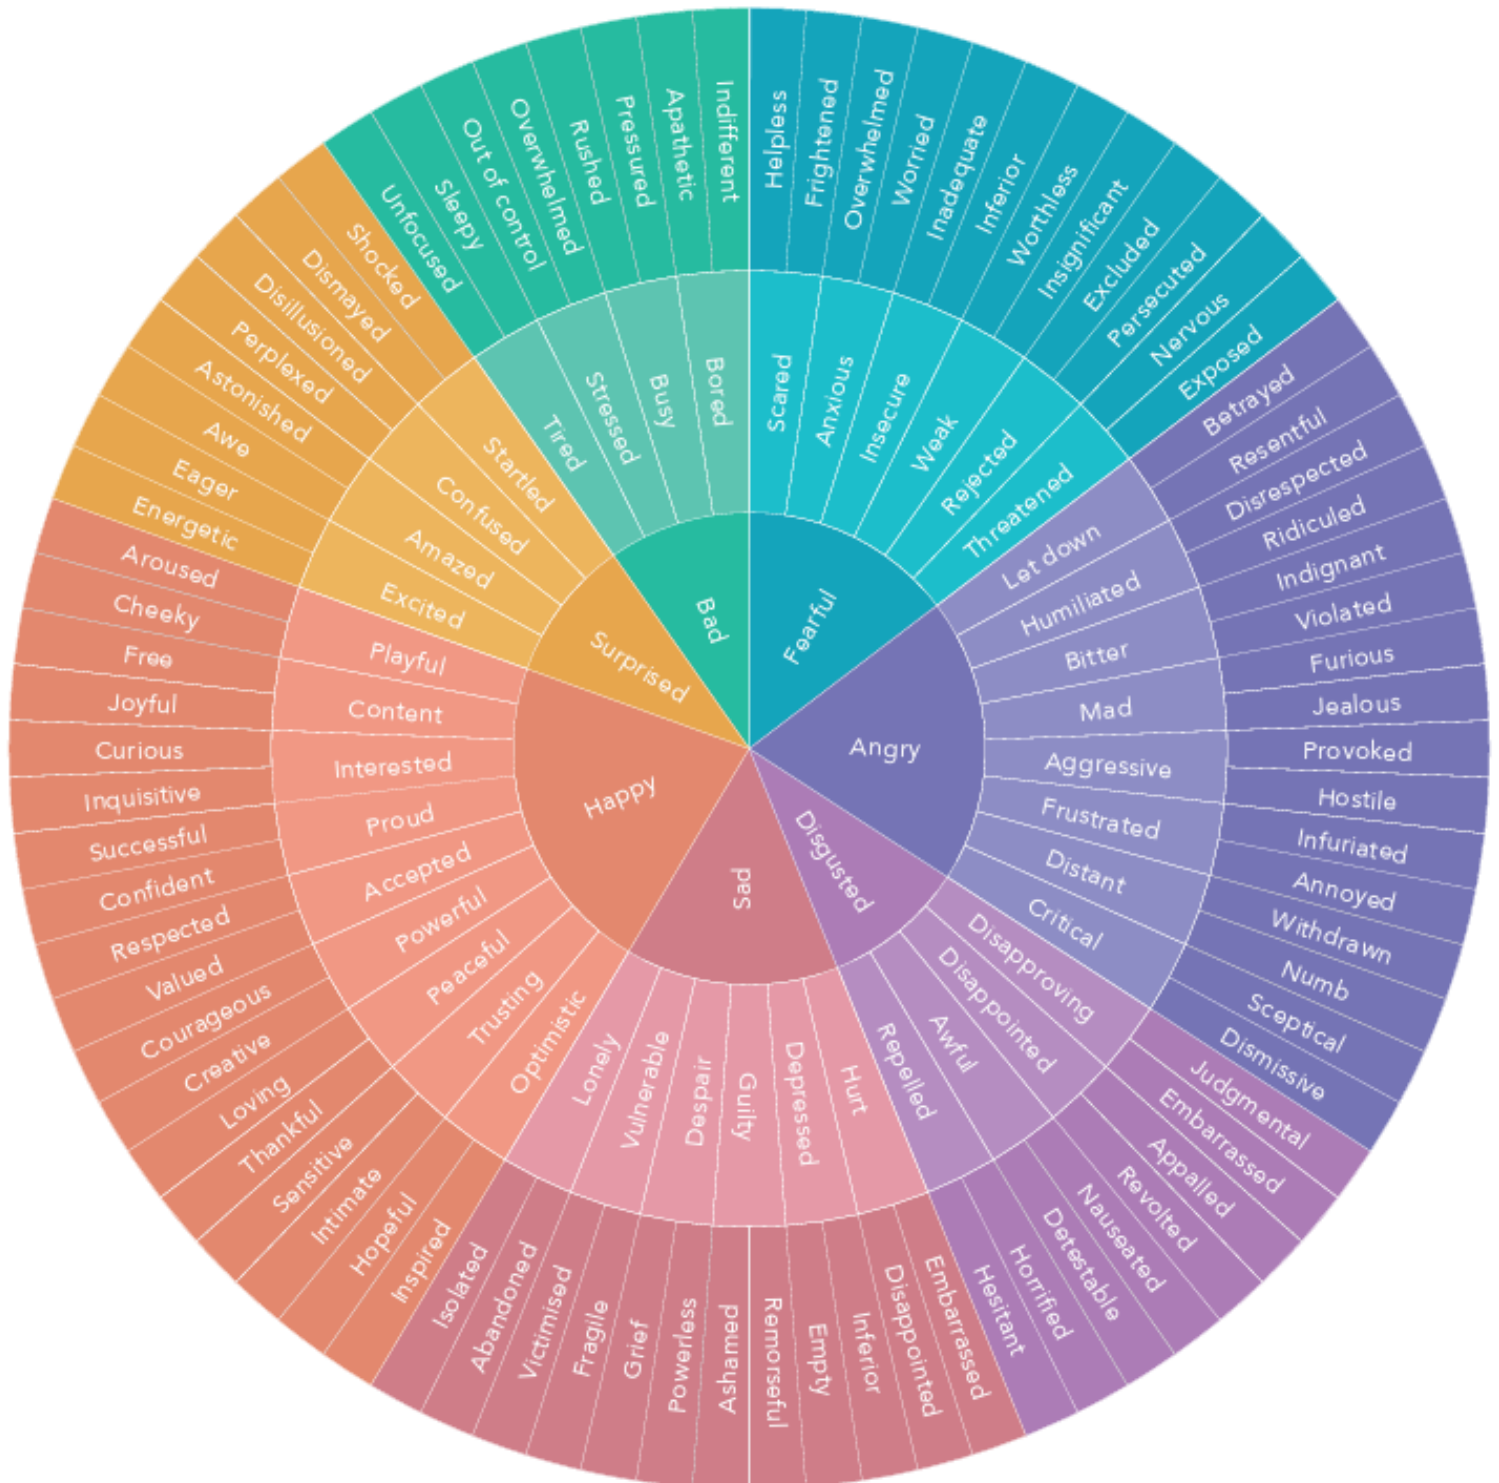 Fearful
Scared
Helpless
Frightened
Anxious
Overwhelmed
Worried
Insecure
Inadequate
Inferior
Weak
Worthless
Insignificant
Rejected
Excluded
Persecuted
Threatened
Nervous
Exposed
Angry
Let down
Betrayed
Resentful
Humiliated
Disrespected
Ridiculed
Bitter
Indignant
Violated
Mad
Furious
Jealous
Aggressive
Provoked
Hostile
Frustrated
Infuriated
Annoyed
Distant
Withdrawn
Numb
Critical
Sceptical
Dismissive
Disgusted
Disapproving
Judgmental
Embarrassed
Disappointed
Appalled
Revolted
Awful
Nauseated
Detestable
Repelled
Horrified
Hesitant
Sad
Hurt
Embarrassed
Disappointed
Depressed
Inferior
Empty
Guilty
Remorseful
Ashamed
Despair
Powerless
Grief
Vulnerable
Fragile
Victimised
Lonely
Abandoned
Isolated
Happy
Optimistic
Inspired
Hopeful
Trusting
Intimate
Sensitive
Peaceful
Thankful
Loving
Powerful
Creative
Courageous
Accepted
Valued
Respected
Proud
Confident
Successful
Interested
Inquisitive
Curious
Content
Joyful
Free
Playful
Cheeky
Aroused
Surprised
Excited
Energetic
Eager
Amazed
Awe
Astonished
Confused
Perplexed
Disillusioned
Startled
Dismayed
Shocked
Bad
Tired
Unfocused
Sleepy
Stressed
Out of control
Overwhelmed
Busy
Rushed
Pressured
Bored
Apathetic
Indifferent